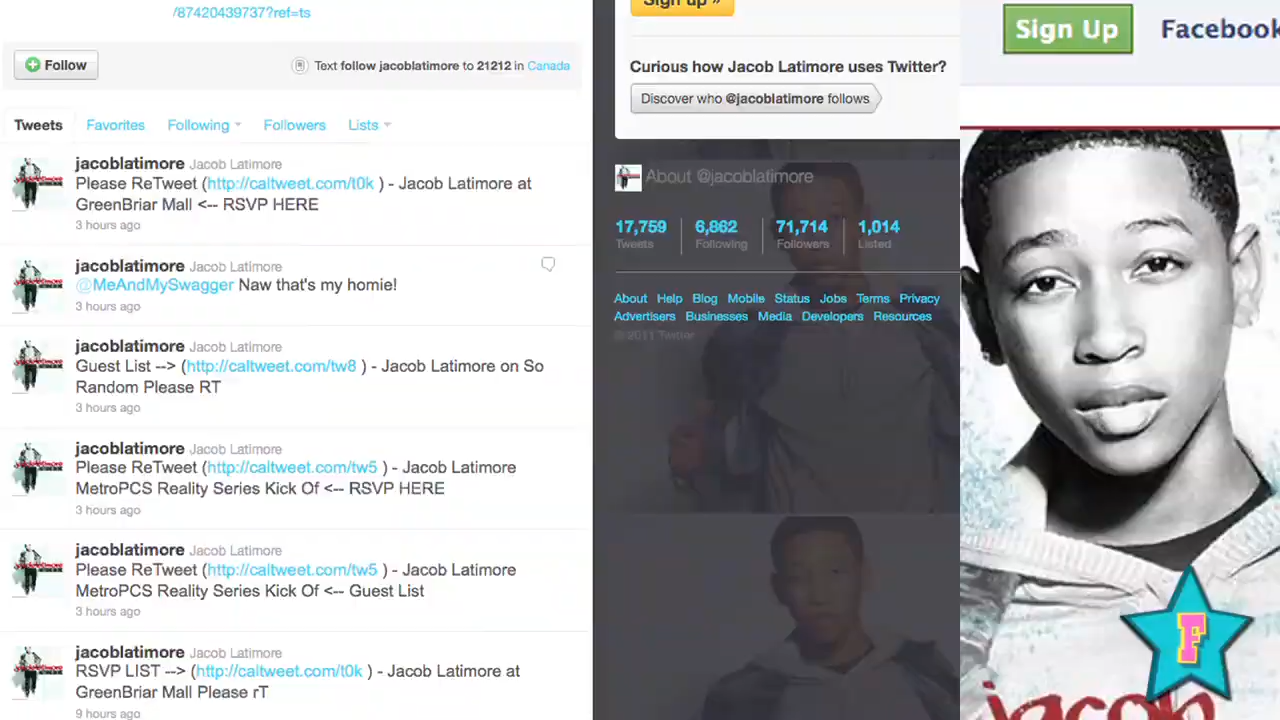 /87420439737?ref=ts
Follow
Text follow jacoblatimore to 21212 in Canada
Tweets Favorites Following Followers Lists
jacoblatimore Jacob Latimore
Please ReTweet (http://caltweet.com/t0k ) - Jacob Latimore at
GreenBriar Mall <-- RSVP HERE
3 hours ago
jacoblatimore Jacob Latimore
@MeAndMySwagger Naw that's my homie!
3 hours ago
jacoblatimore Jacob Latimore
Guest List --> (http://caltweet.com/tw8 ) - Jacob Latimore on So
Random Please RT
3 hours ago
jacoblatimore Jacob Latimore
Please ReTweet (http://caltweet.com/tw5 ) - Jacob Latimore
MetroPCS Reality Series Kick Of <-- RSVP HERE
3 hours ago
jacoblatimore Jacob Latimore
Please ReTweet (http://caltweet.com/tw5 ) - Jacob Latimore
MetroPCS Reality Series Kick Of <-- Guest List
3 hours ago
jacoblatimore Jacob Latimore
RSVP LIST --> (http://caltweet.com/t0k ) - Jacob Latimore at
GreenBriar Mall Please rT
9 hours ago
Sign up »
Curious how Jacob Latimore uses Twitter?
Discover who @jacoblatimore follows
About @jacoblatimore
17,759 6,862 71,714 1,014
Tweets Following Followers Listed
About Help Blog Mobile Status Jobs Terms Privacy
Advertisers Businesses Media Developers Resources
© 2011 Twitter
Sign Up Facebook
F
jacob